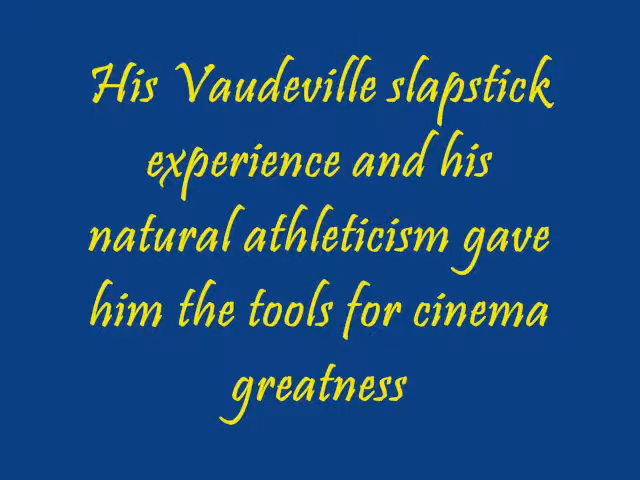 His Vaudeville slapstick
experience and his
natural athleticism gave
him the tools for cinema
greatness